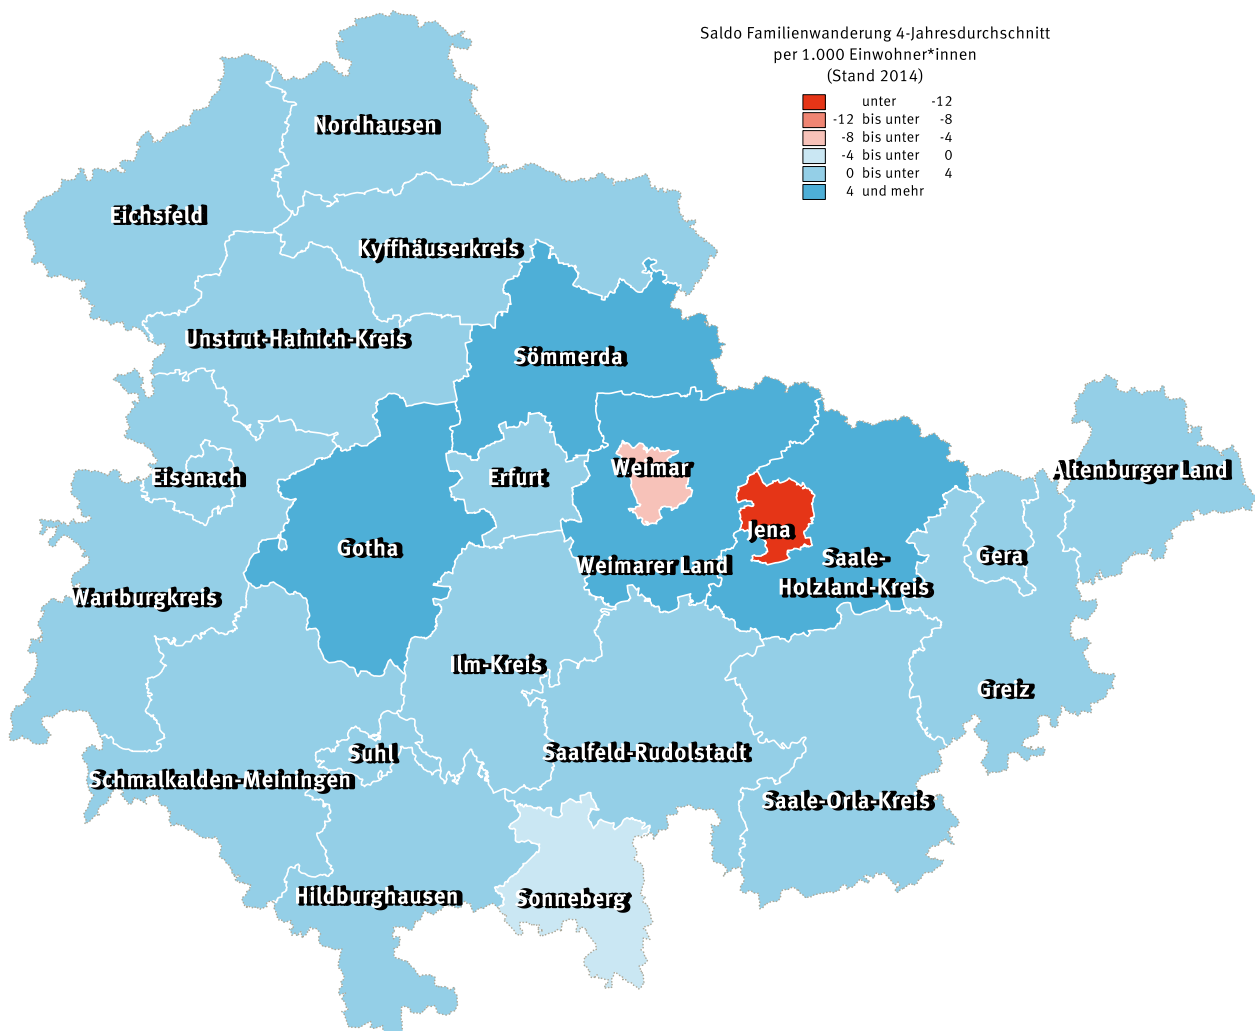 Saldo Familienwanderung 4-Jahresdurchschnitt
per 1.000 Einwohner*innen
(Stand 2014)
unter -12
-12 bis unter -8
-8 bis unter -4
-4 bis unter 0
0 bis unter 4
4 und mehr
Nordhausen
Eichsfeld
Kyffhäuserkreis
Unstrut-Hainich-Kreis
Sömmerda
Eisenach
Erfurt
Weimar
Altenburger Land
Gotha
Jena
Weimarer Land
Saale-
Holzland-Kreis
Gera
Wartburgkreis
Ilm-Kreis
Greiz
Suhl
Saalfeld-Rudolstadt
Schmalkalden-Meiningen
Saale-Orla-Kreis
Hildburghausen
Sonneberg